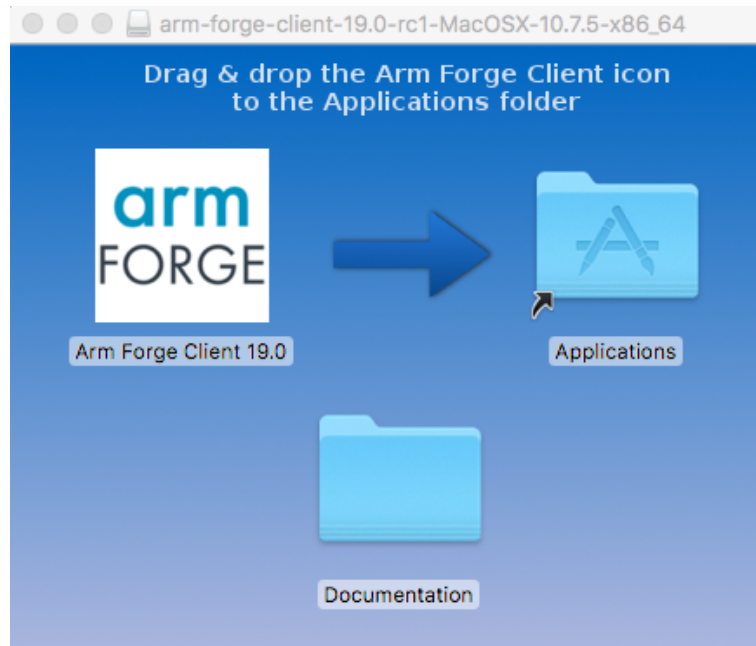 arm-forge-client-19.0-rc1-MacOSX-10.7.5-x86_64
Drag & drop the Arm Forge Client icon
to the Applications folder
arm
FORGE
Arm Forge Client 19.0
Applications
Documentation